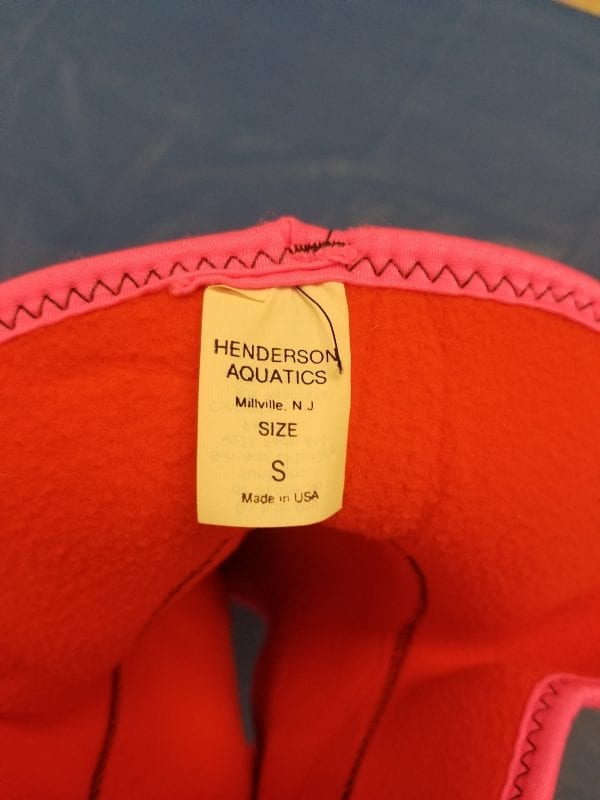 HENDERSON
AQUATICS
Millville, N J
SIZE
S
Made in USA